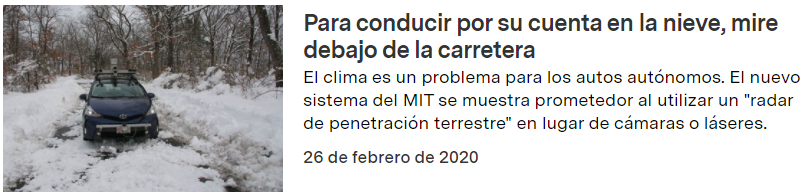 Para conducir por su cuenta en la nieve, mire
debajo de la carretera
El clima es un problema para los autos autónomos. El nuevo
sistema del MIT se muestra prometedor al utilizar un "radar
de penetración terrestre" en lugar de cámaras o láseres.
26 de febrero de 2020